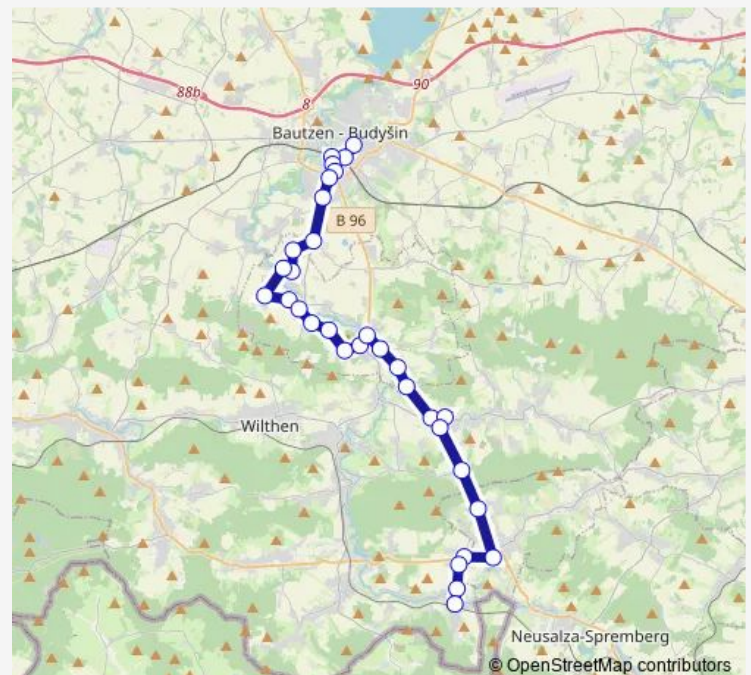 88b
8
90
Bautzen - Budyšin
B 96
Wilthen
Neusalza-Spremberg
© OpenStreetMap contributors